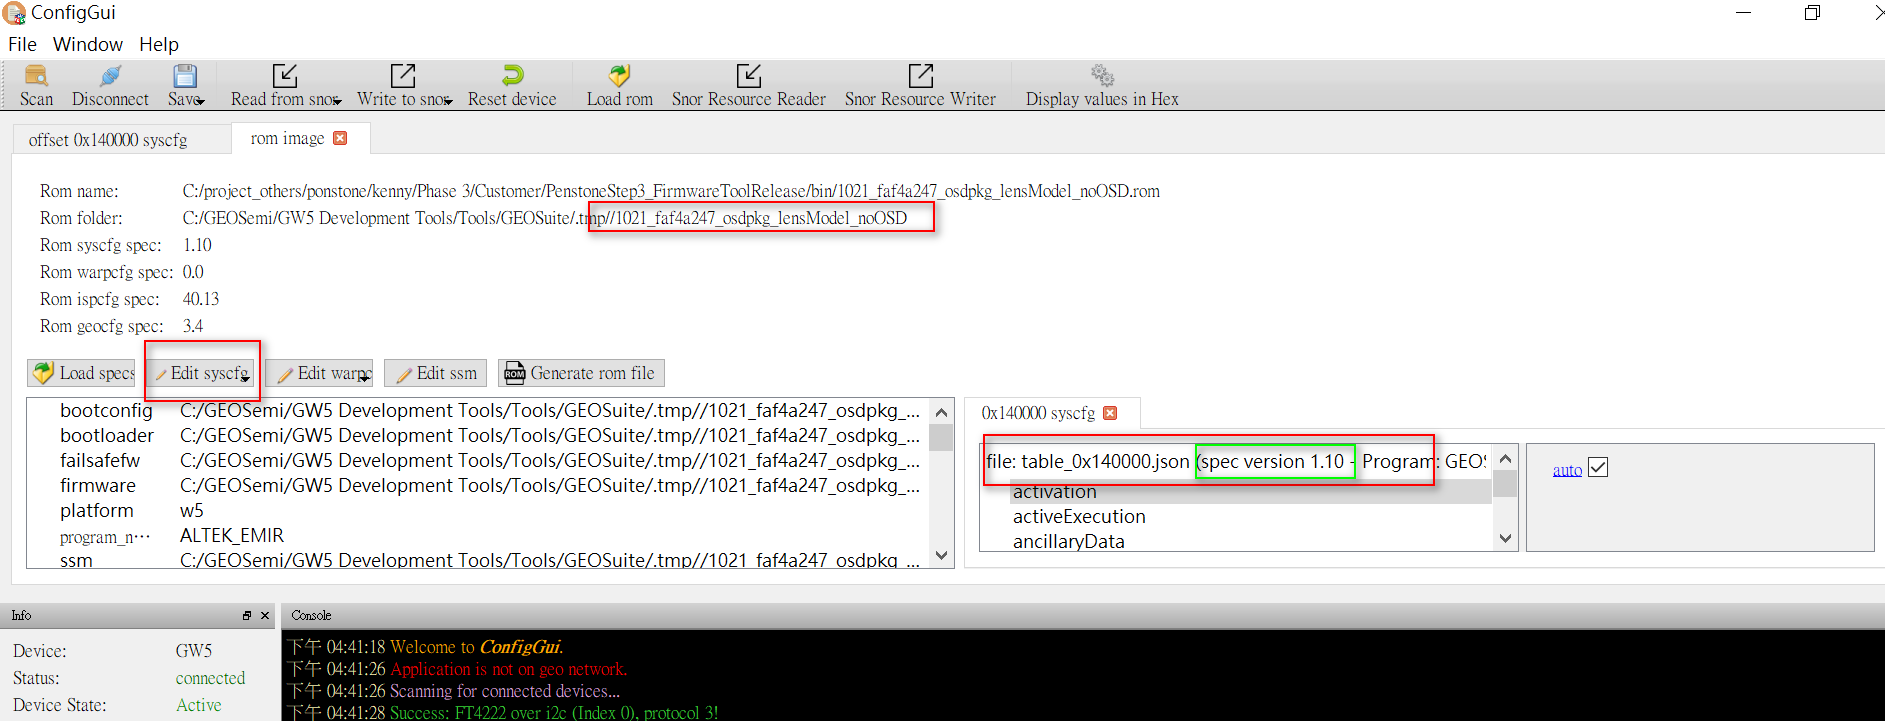 ConfigGui
File Window Help
Scan Disconnect Save Read from snor Write to snor Reset device Load rom Snor Resource Reader Snor Resource Writer Display values in Hex
offset 0x140000 syscfg rom image
Rom name: C:/project_others/ponstone/kenny/Phase 3/Customer/PenstoneStep3_FirmwareToolRelease/bin/1021_faf4a247_osdpkg_lensModel_noOSD.rom
Rom folder: C:/GEOSemi/GW5 Development Tools/Tools/GEOSuite/.tmp//1021_faf4a247_osdpkg_lensModel_noOSD
Rom syscfg spec: 1.10
Rom warpcfg spec: 0.0
Rom ispcfg spec: 40.13
Rom geocfg spec: 3.4
Load specs Edit syscfg Edit warpc Edit ssm ROM Generate rom file
bootconfig C:/GEOSemi/GW5 Development Tools/Tools/GEOSuite/.tmp//1021_faf4a247_osdpkg_...
bootloader C:/GEOSemi/GW5 Development Tools/Tools/GEOSuite/.tmp//1021_faf4a247_osdpkg_...
failsafefw C:/GEOSemi/GW5 Development Tools/Tools/GEOSuite/.tmp//1021_faf4a247_osdpkg_...
firmware C:/GEOSemi/GW5 Development Tools/Tools/GEOSuite/.tmp//1021_faf4a247_osdpkg_...
platform w5
program_n··· ALTEK_EMIR
ssm C:/GEOSemi/GW5 Development Tools/Tools/GEOSuite/.tmp//1021_faf4a247_osdpkg_...
0x140000 syscfg
file: table_0x140000.json (spec version 1.10 - Program: GEOS
activation
activeExecution
ancillaryData
auto
Info
Device: GW5
Status: connected
Device State: Active
Console
下午 04:41:18 Welcome to ConfigGui.
下午 04:41:26 Application is not on geo network.
下午 04:41:26 Scanning for connected devices...
下午 04:41:28 Success: FT4222 over i2c (Index 0), protocol 3!